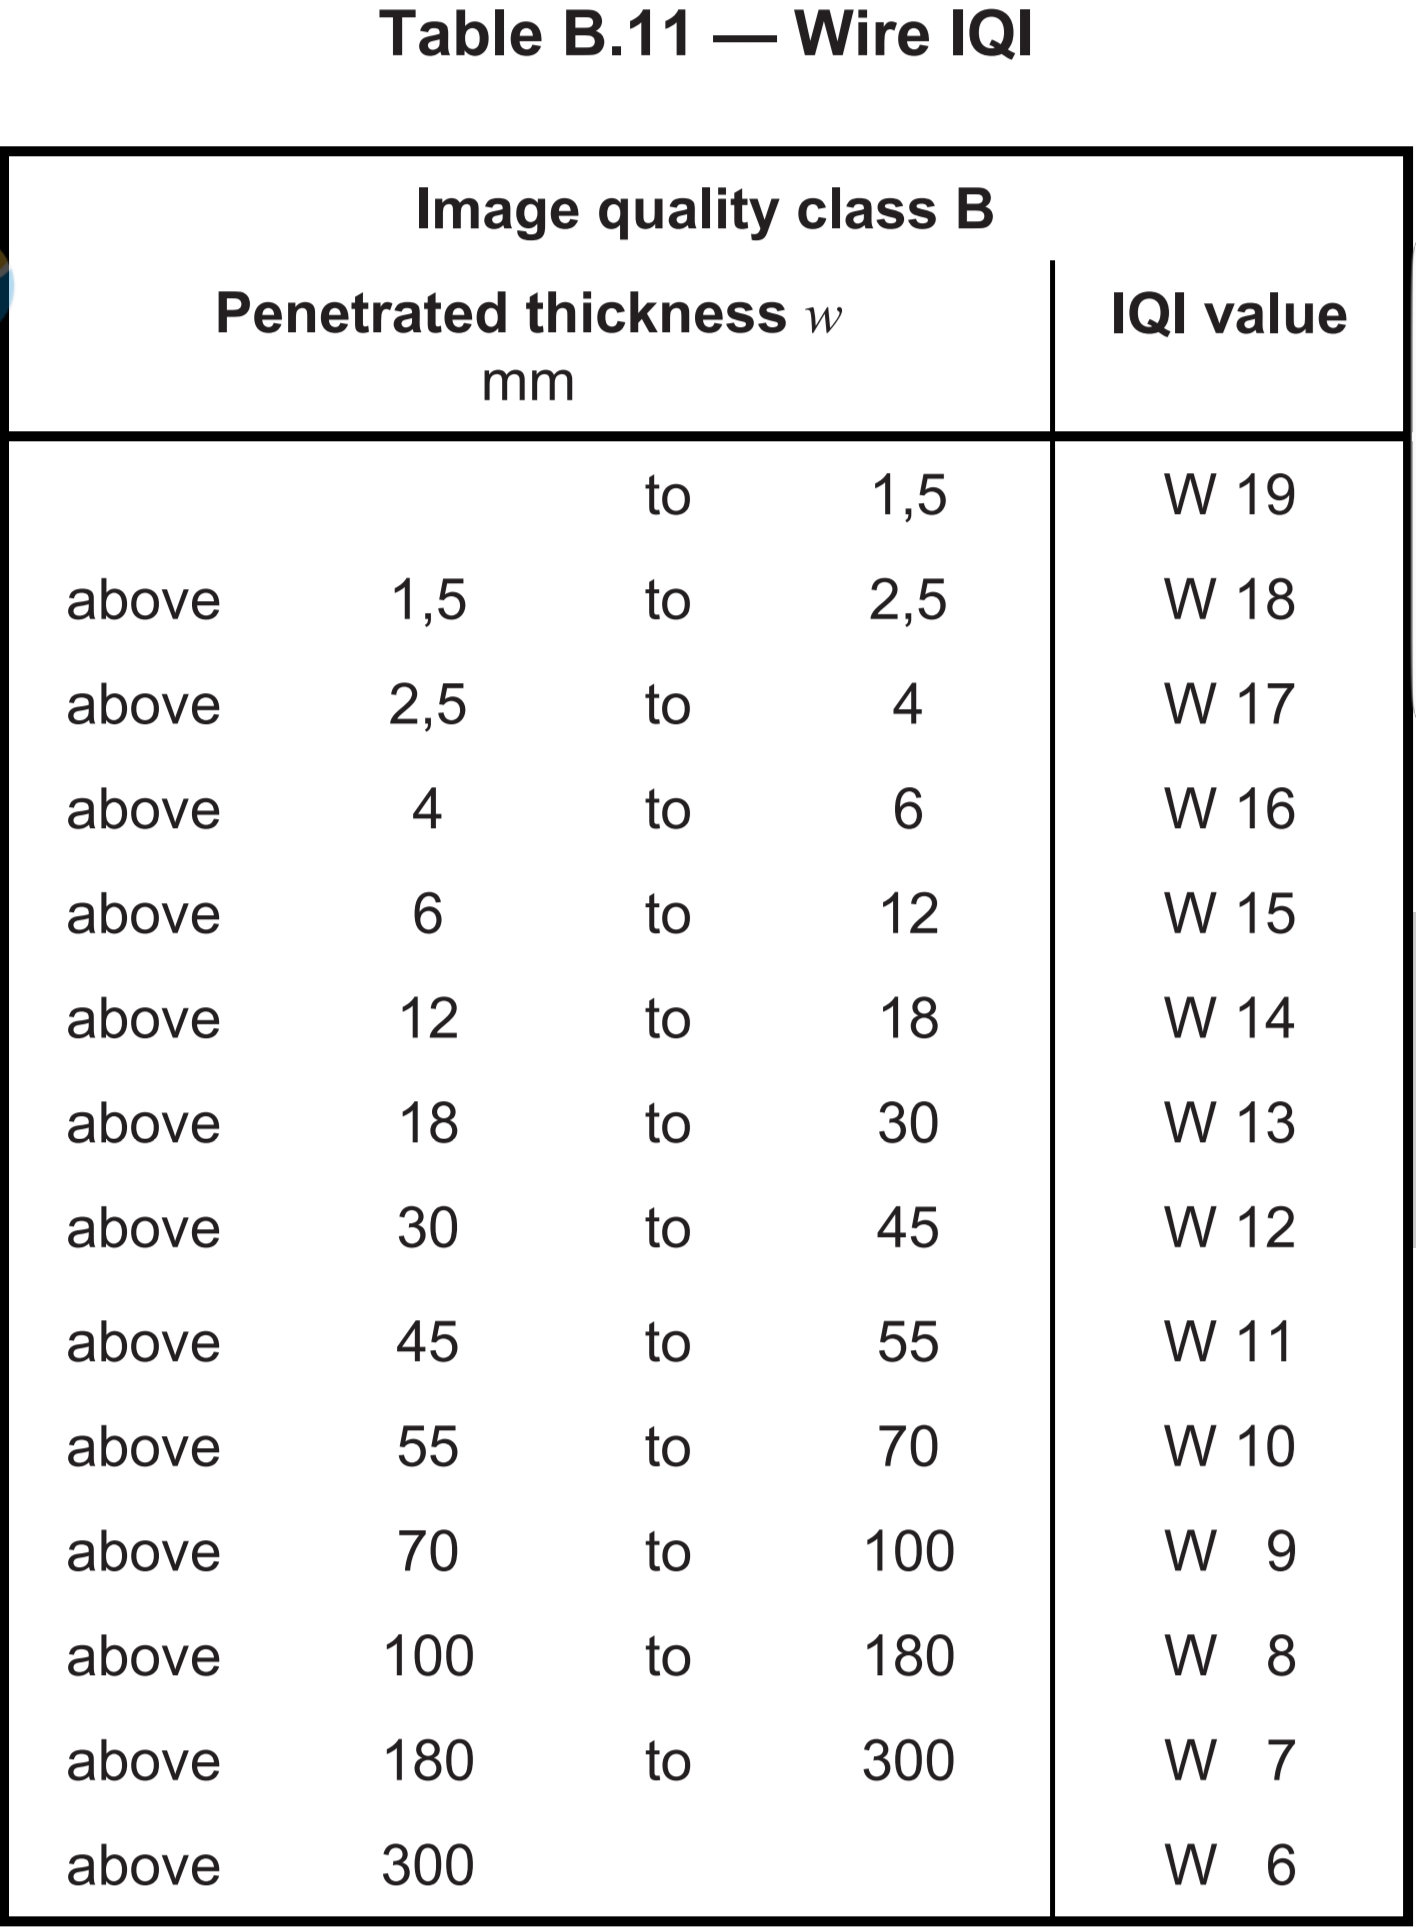 Table B.11 — Wire IQI
Image quality class B
Penetrated thickness w IQI value
mm
to 1,5 W 19
above 1,5 to 2,5 W 18
above 2,5 to 4 W 17
above 4 to 6 W 16
above 6 to 12 W 15
above 12 to 18 W 14
above 18 to 30 W 13
above 30 to 45 W 12
above 45 to 55 W 11
above 55 to 70 W 10
above 70 to 100 W 9
above 100 to 180 W 8
above 180 to 300 W 7
above 300 W 6